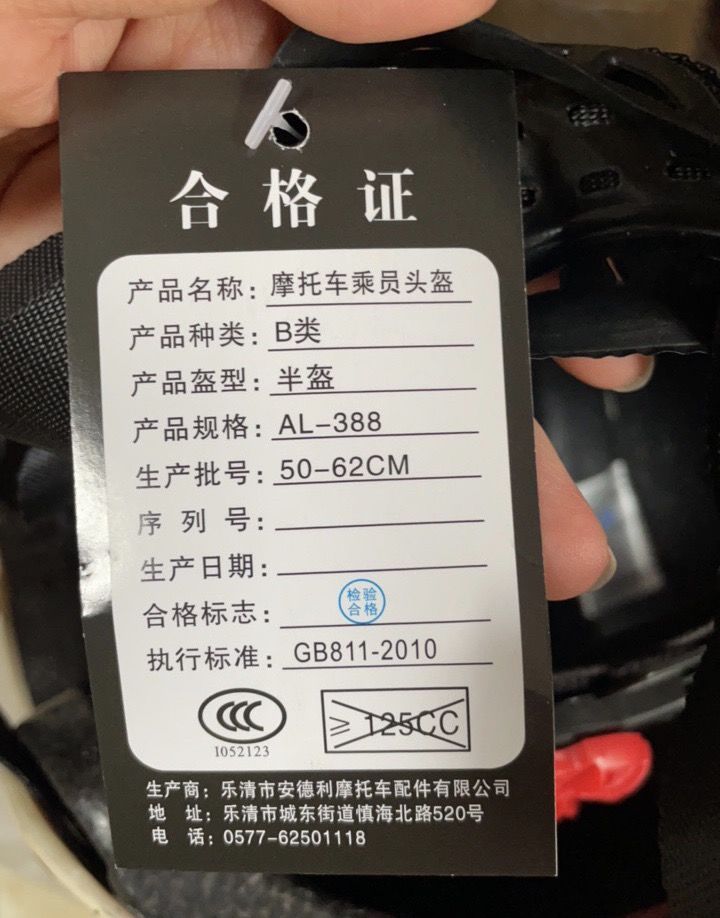 合格证
产品名称：摩托车乘员头盔
产品种类：B类
产品盔型：半盔
产品规格：AL-388
生产批号：50-62CM
序列号：
生产日期：
合格标志：检验合格
执行标准：GB811-2010
CCC ≥125CC
1052123
生产商：乐清市安德利摩托车配件有限公司
地 址：乐清市城东街道慎海北路520号
电 话：0577-62501118